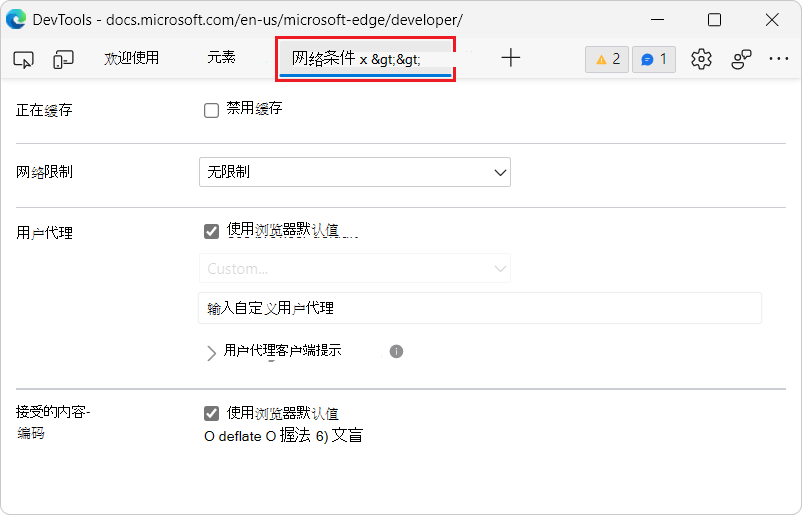 DevTools - docs.microsoft.com/en-us/microsoft-edge/developer/
欢迎使用 元素 网络条件 x &gt;&gt; 2 1
正在缓存 禁用缓存
网络限制 无限制
用户代理 使用浏览器默认值
Custom...
输入自定义用户代理
用户代理客户端提示
接受的内容- 使用浏览器默认值
编码
O deflate O 握法 6) 文盲